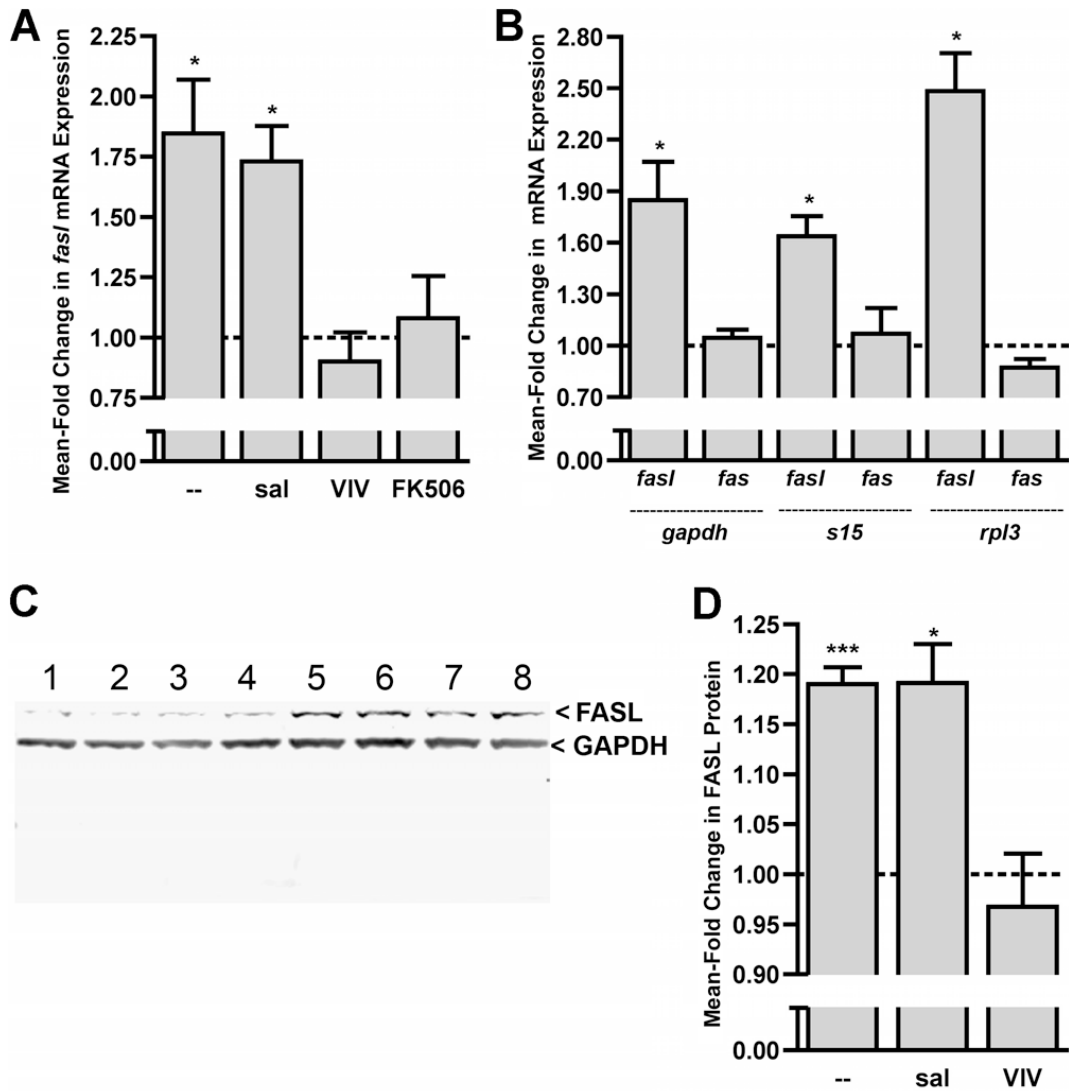 A
Mean-Fold Change in fasl mRNA Expression
2.25
2.00
1.75
1.50
1.25
1.00
0.75
0.00
*
*
-- sal VIV FK506
B
Mean-Fold Change in mRNA Expression
2.80
2.50
2.20
1.90
1.60
1.30
1.00
0.70
0.00
*
*
*
fasl fas fasl fas fasl fas
gapdh s15 rpl3
C
1 2 3 4 5 6 7 8
< FASL
< GAPDH
D
Mean-Fold Change in FASL Protein
1.25
1.20
1.15
1.10
1.05
1.00
0.95
0.90
0.00
***
*
-- sal VIV